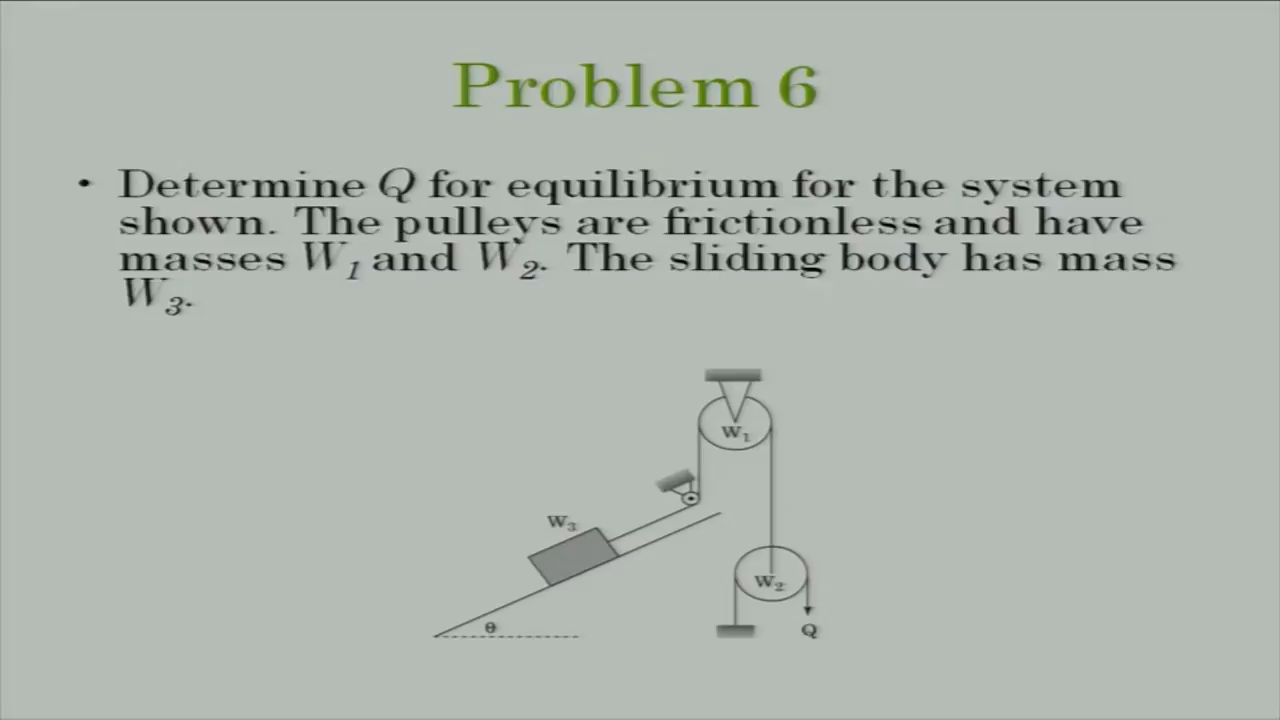 Problem 6
• Determine Q for equilibrium for the system
shown. The pulleys are frictionless and have
masses W1 and W2. The sliding body has mass
W3.
W1
W3
W2
θ
Q